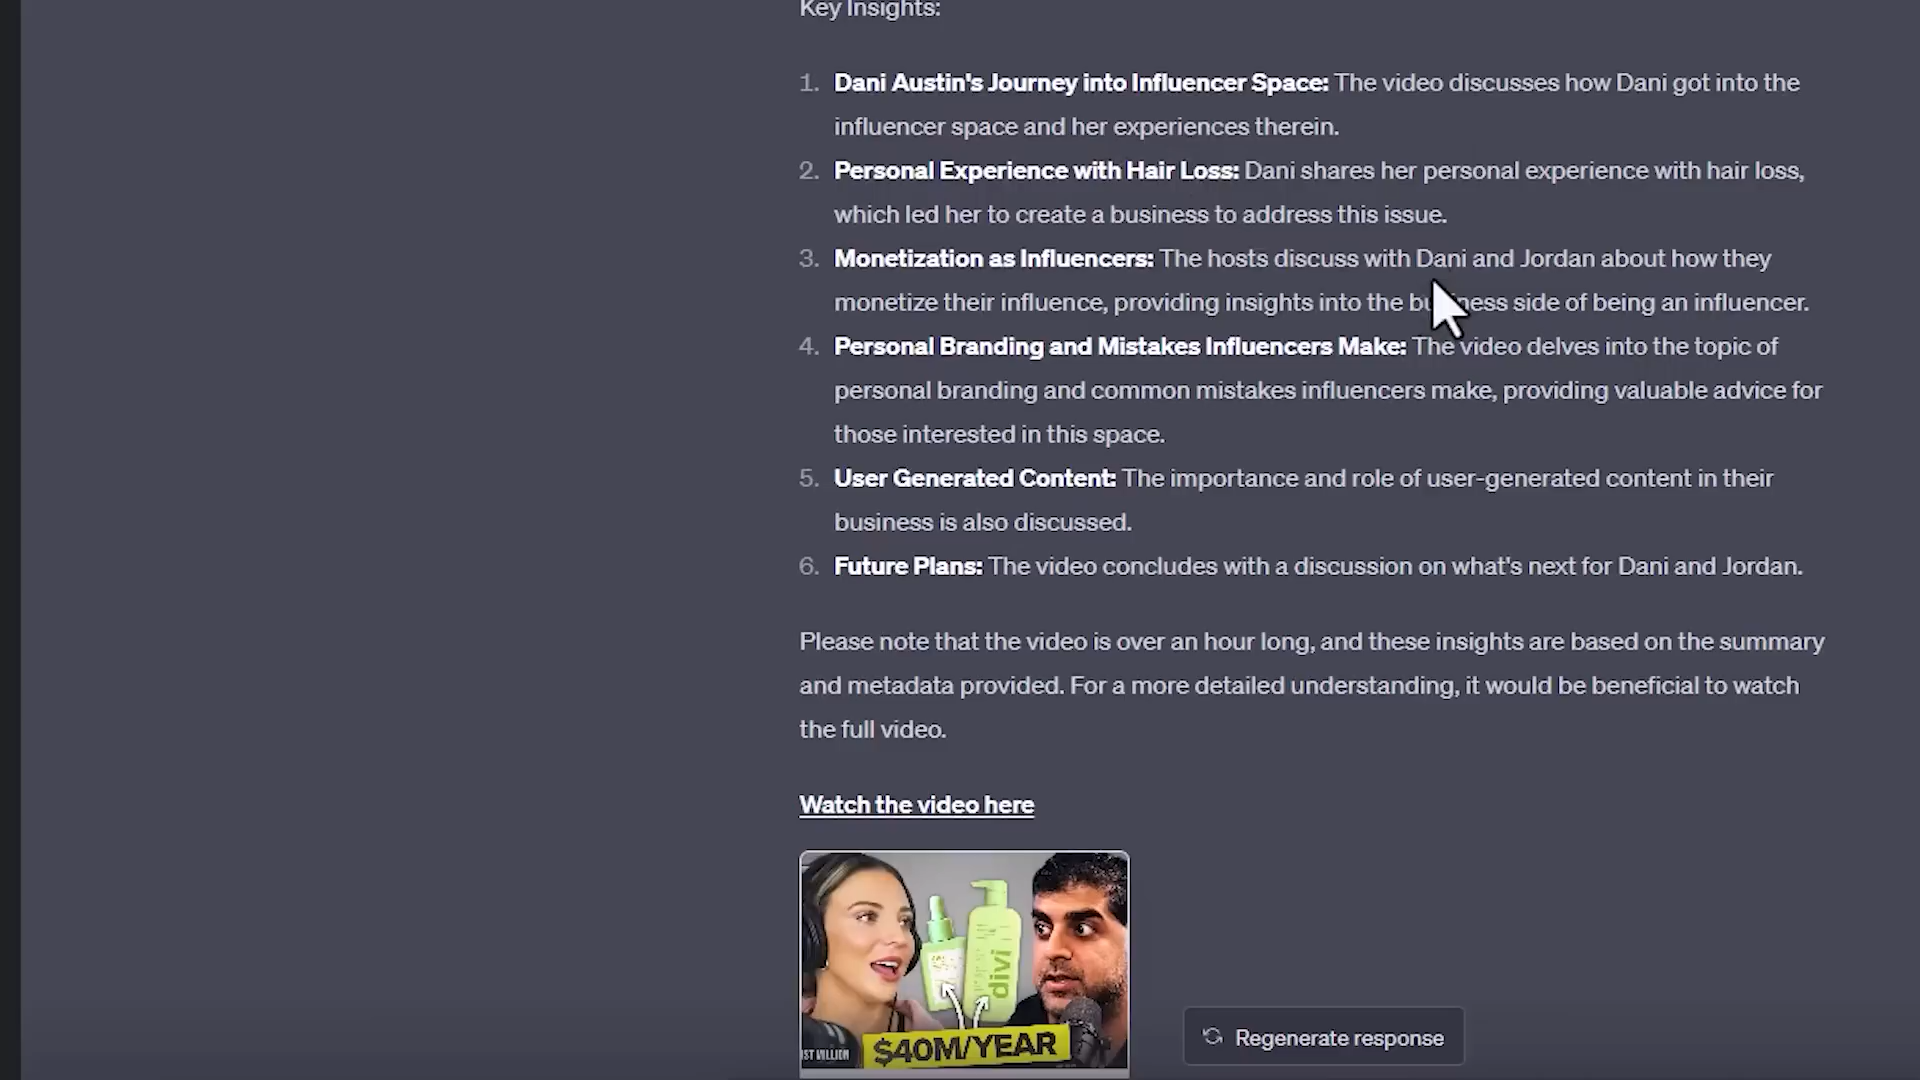 Key Insights:
1. Dani Austin's Journey into Influencer Space: The video discusses how Dani got into the
influencer space and her experiences therein.
2. Personal Experience with Hair Loss: Dani shares her personal experience with hair loss,
which led her to create a business to address this issue.
3. Monetization as Influencers: The hosts discuss with Dani and Jordan about how they
monetize their influence, providing insights into the business side of being an influencer.
4. Personal Branding and Mistakes Influencers Make: The video delves into the topic of
personal branding and common mistakes influencers make, providing valuable advice for
those interested in this space.
5. User Generated Content: The importance and role of user-generated content in their
business is also discussed.
6. Future Plans: The video concludes with a discussion on what's next for Dani and Jordan.
Please note that the video is over an hour long, and these insights are based on the summary
and metadata provided. For a more detailed understanding, it would be beneficial to watch
the full video.
Watch the video here
divi
$40M/YEAR
Regenerate response